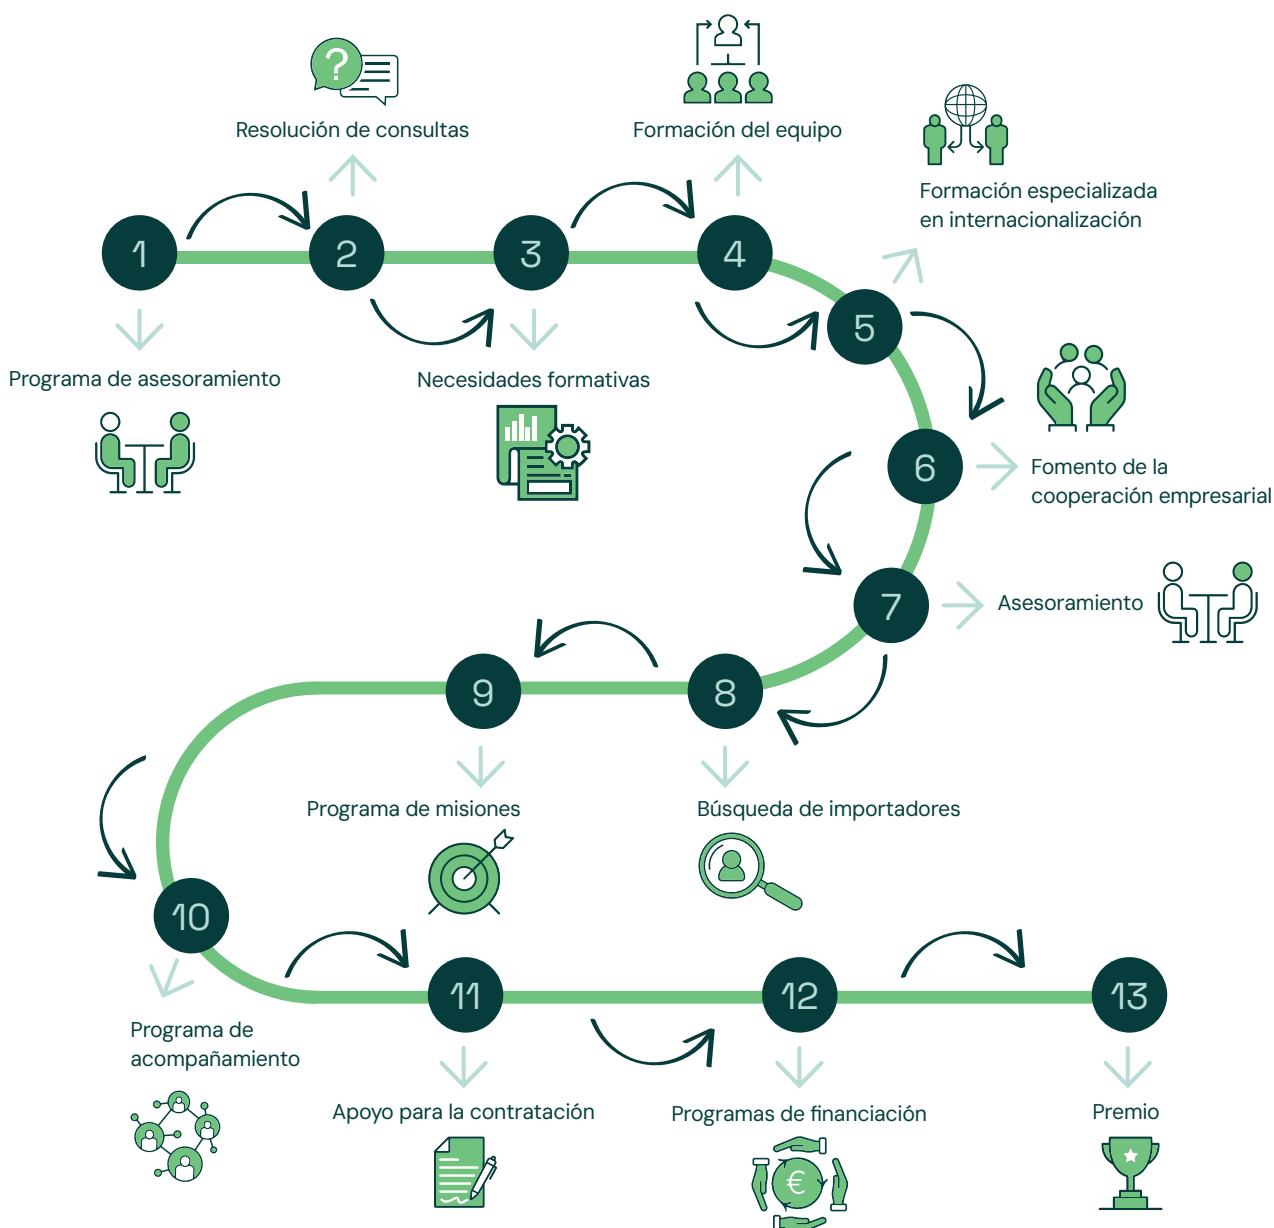 ?
Resolución de consultas
Formación del equipo
Formación especializada
en internacionalización
1
2
3
4
5
Programa de asesoramiento
Necesidades formativas
6
Fomento de la
cooperación empresarial
7
Asesoramiento
9
8
Programa de misiones
Búsqueda de importadores
10
11
12
13
Programa de
acompañamiento
Apoyo para la contratación
Programas de financiación
Premio
€